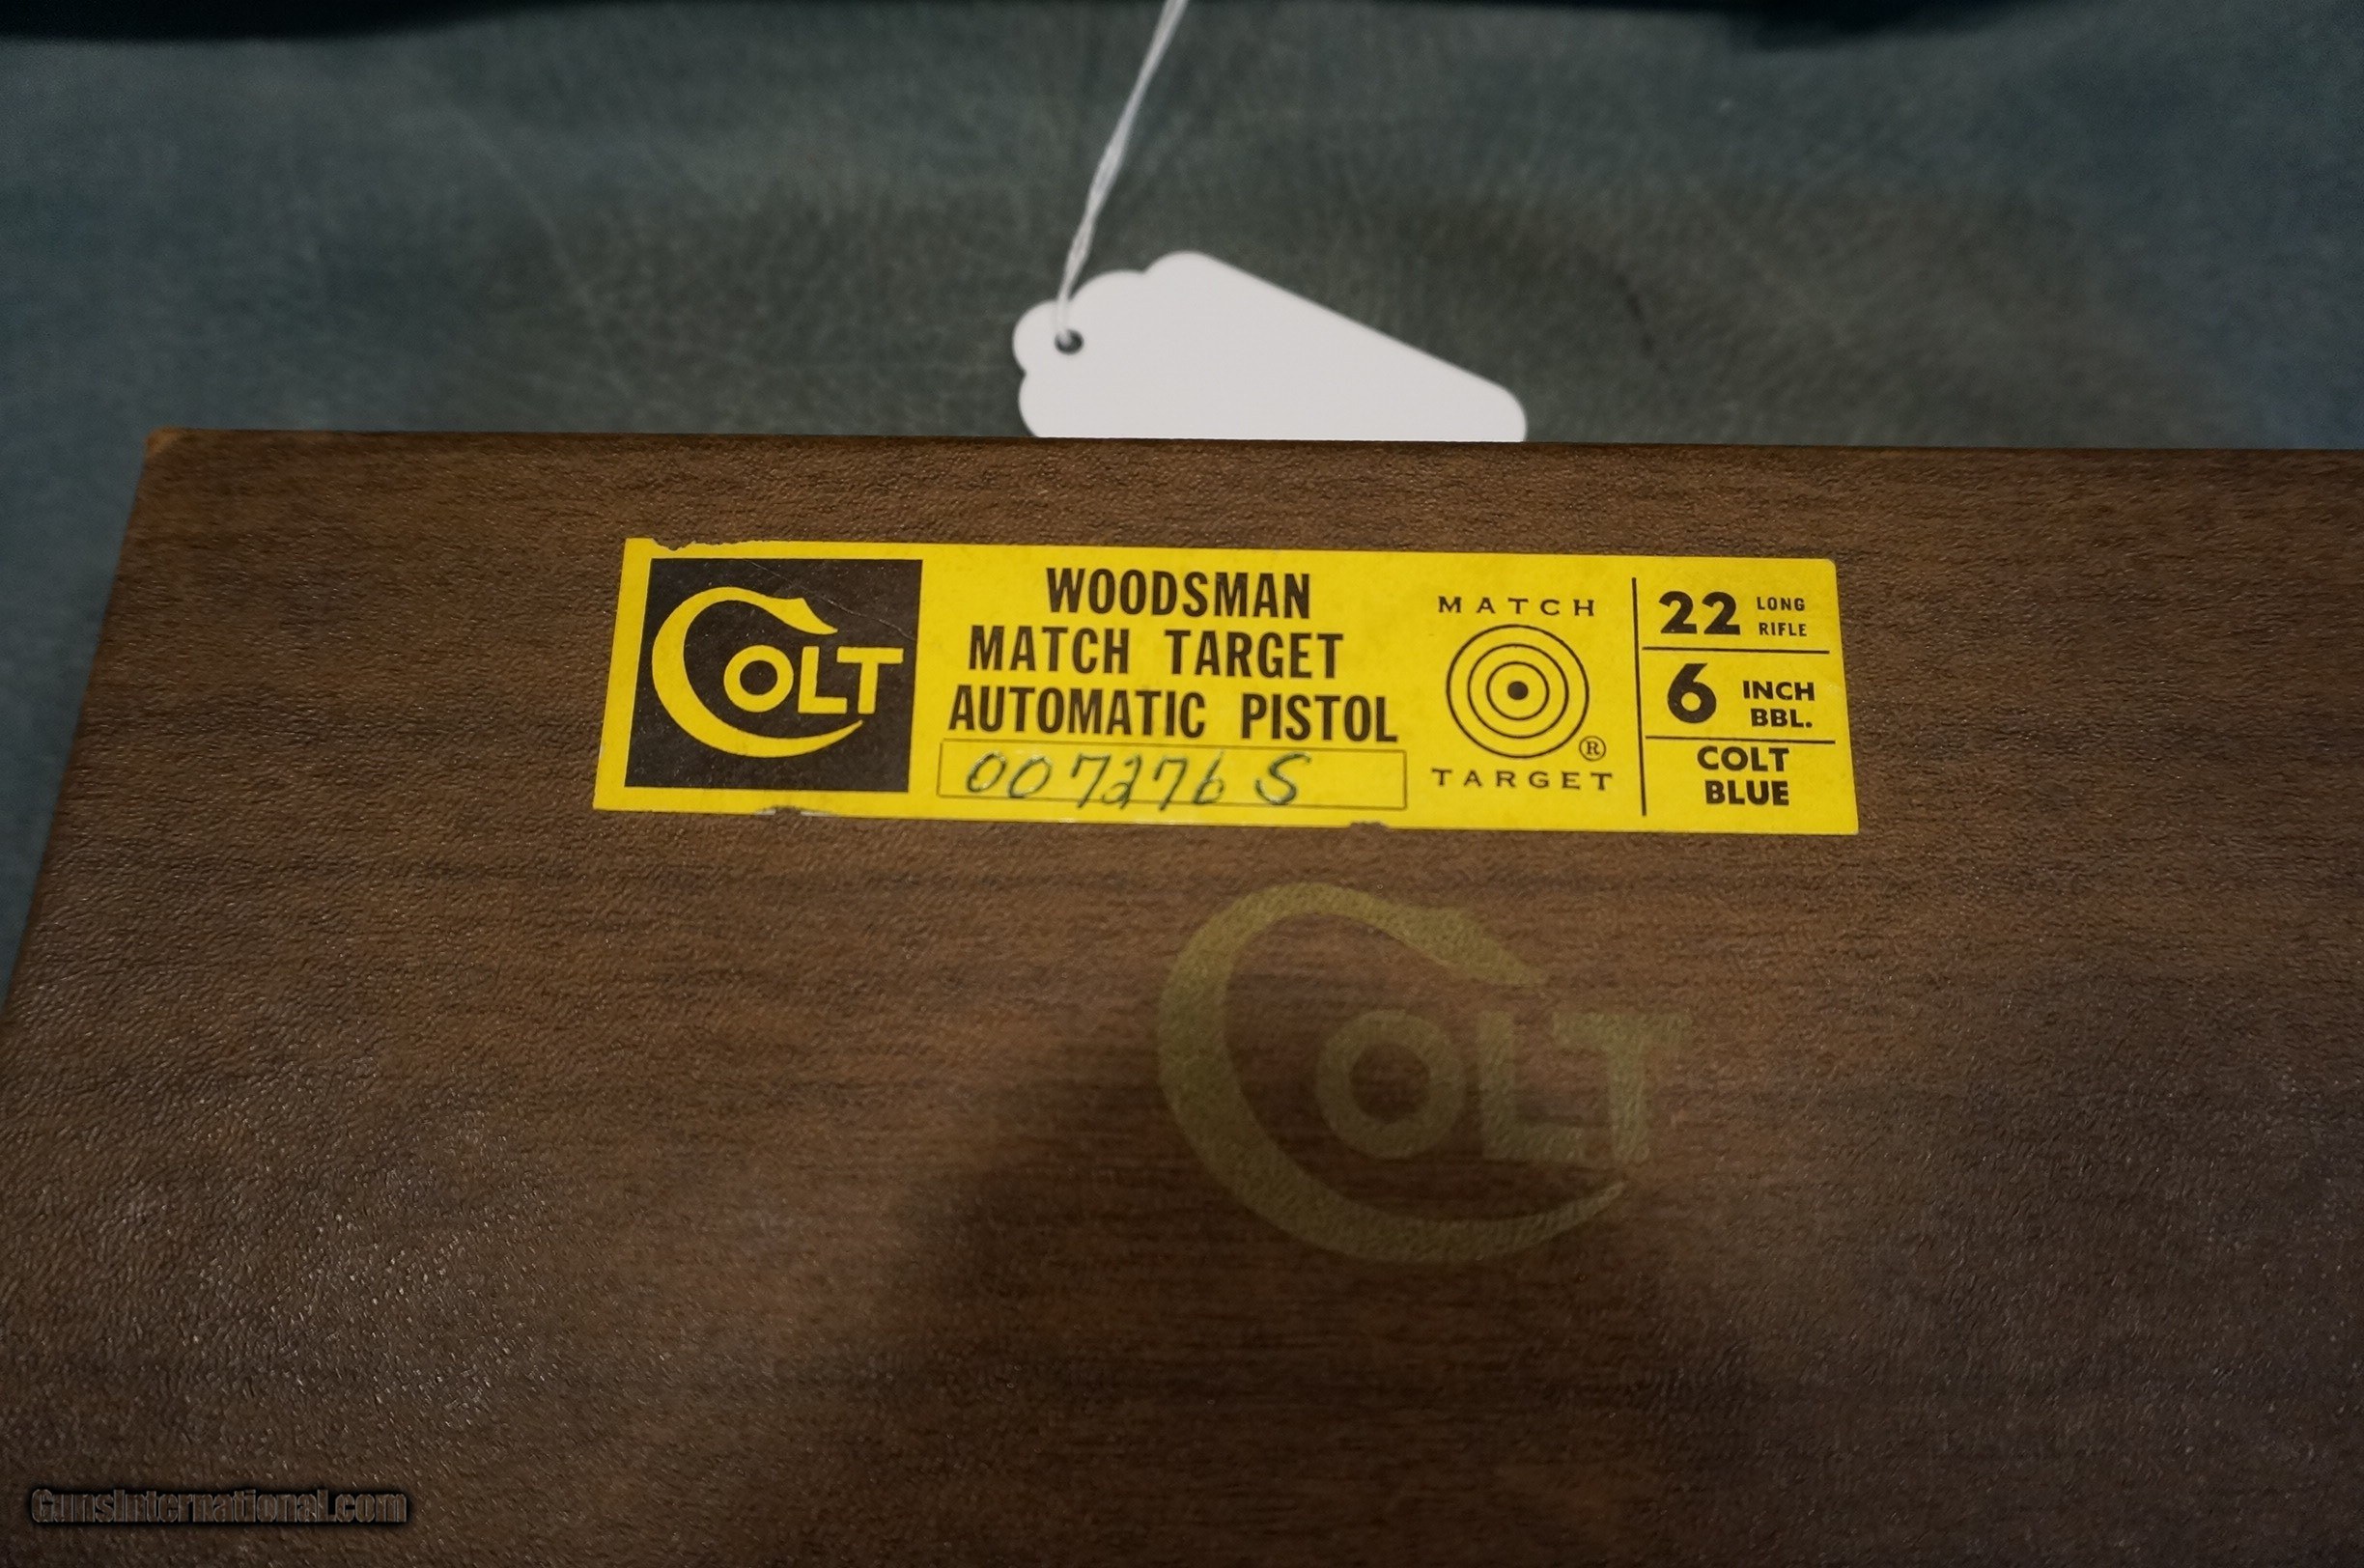 COLT
WOODSMAN
MATCH TARGET
AUTOMATIC PISTOL
007276 S
MATCH
®
TARGET
22 LONG RIFLE
6 INCH BBL.
COLT
BLUE
COLT
GunsInternational.com